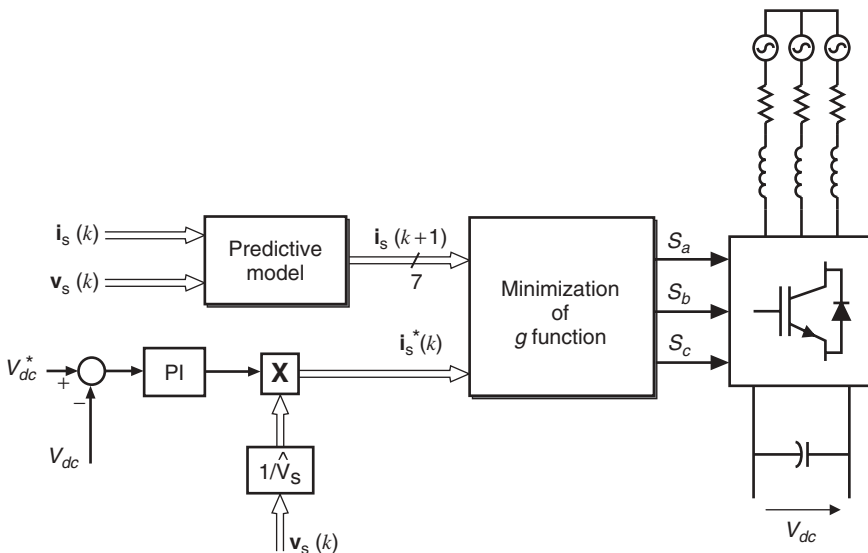 i_s (k)
v_s (k)
Predictive
model
i_s (k+1)
7
Minimization
of
g function
S_a
S_b
S_c
i_s^* (k)
V_dc^*
+
−
PI
X
V_dc
1/V̂_s
v_s (k)
V_dc